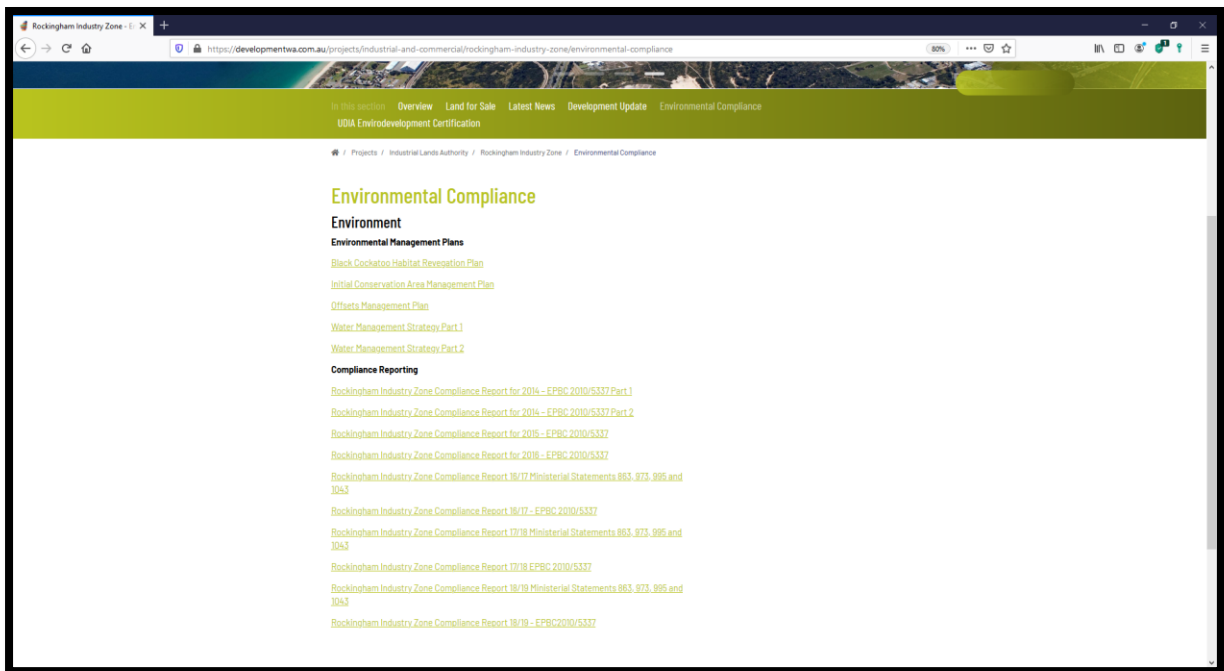 Rockingham Industry Zone - E
https://developmentwa.com.au/projects/industrial-and-commercial/rockingham-industry-zone/environmental-compliance
80%
1
In this section Overview Land for Sale Latest News Development Update Environmental Compliance
UDIA Envirodevelopment Certification
/ Projects / Industrial Lands Authority / Rockingham Industry Zone / Environmental Compliance
Environmental Compliance
Environment
Environmental Management Plans
Black Cockatoo Habitat Revegation Plan
Initial Conservation Area Management Plan
Offsets Management Plan
Water Management Strategy Part 1
Water Management Strategy Part 2
Compliance Reporting
Rockingham Industry Zone Compliance Report for 2014 – EPBC 2010/5337 Part 1
Rockingham Industry Zone Compliance Report for 2014 – EPBC 2010/5337 Part 2
Rockingham Industry Zone Compliance Report for 2015 - EPBC 2010/5337
Rockingham Industry Zone Compliance Report for 2016 - EPBC 2010/5337
Rockingham Industry Zone Compliance Report 16/17 Ministerial Statements 863, 973, 995 and
1043
Rockingham Industry Zone Compliance Report 16/17 - EPBC 2010/5337
Rockingham Industry Zone Compliance Report 17/18 Ministerial Statements 863, 973, 995 and
1043
Rockingham Industry Zone Compliance Report 17/18 EPBC 2010/5337
Rockingham Industry Zone Compliance Report 18/19 Ministerial Statements 863, 973, 995 and
1043
Rockingham Industry Zone Compliance Report 18/19 - EPBC2010/5337